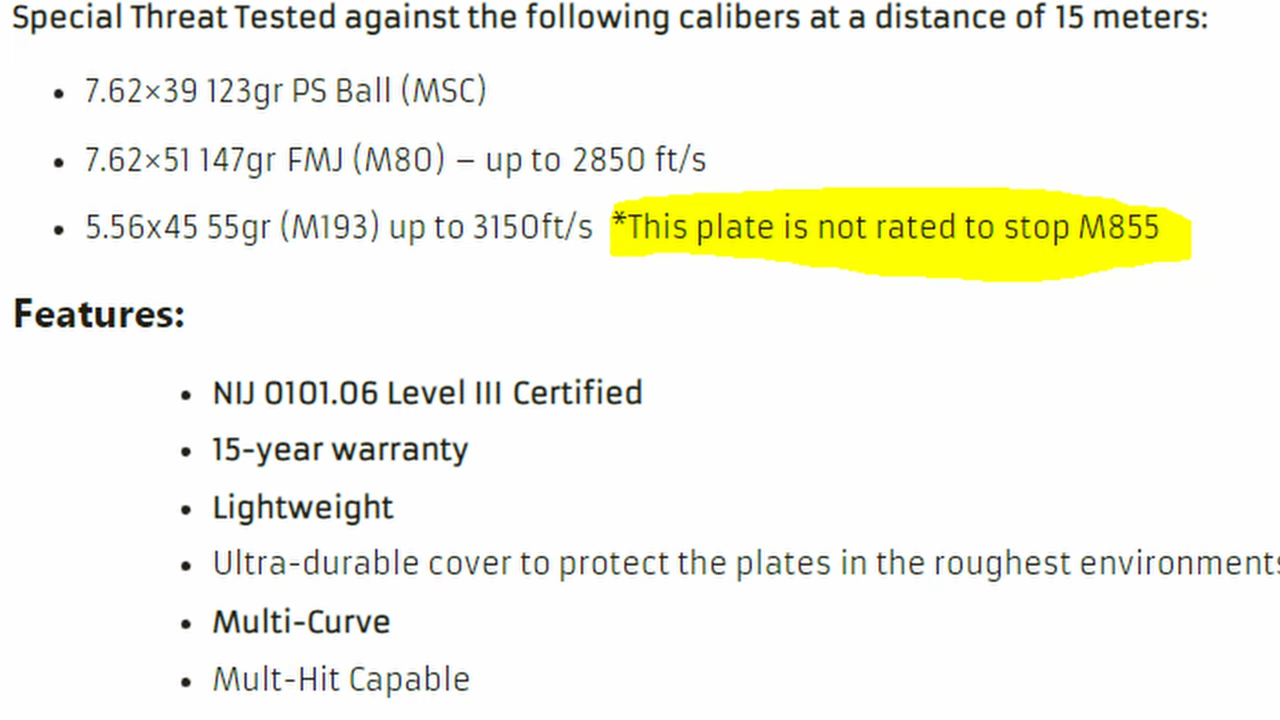 Special Threat Tested against the following calibers at a distance of 15 meters:
• 7.62×39 123gr PS Ball (MSC)
• 7.62×51 147gr FMJ (M80) – up to 2850 ft/s
• 5.56x45 55gr (M193) up to 3150ft/s *This plate is not rated to stop M855
Features:
• NIJ 0101.06 Level III Certified
• 15-year warranty
• Lightweight
• Ultra-durable cover to protect the plates in the roughest environments
• Multi-Curve
• Mult-Hit Capable